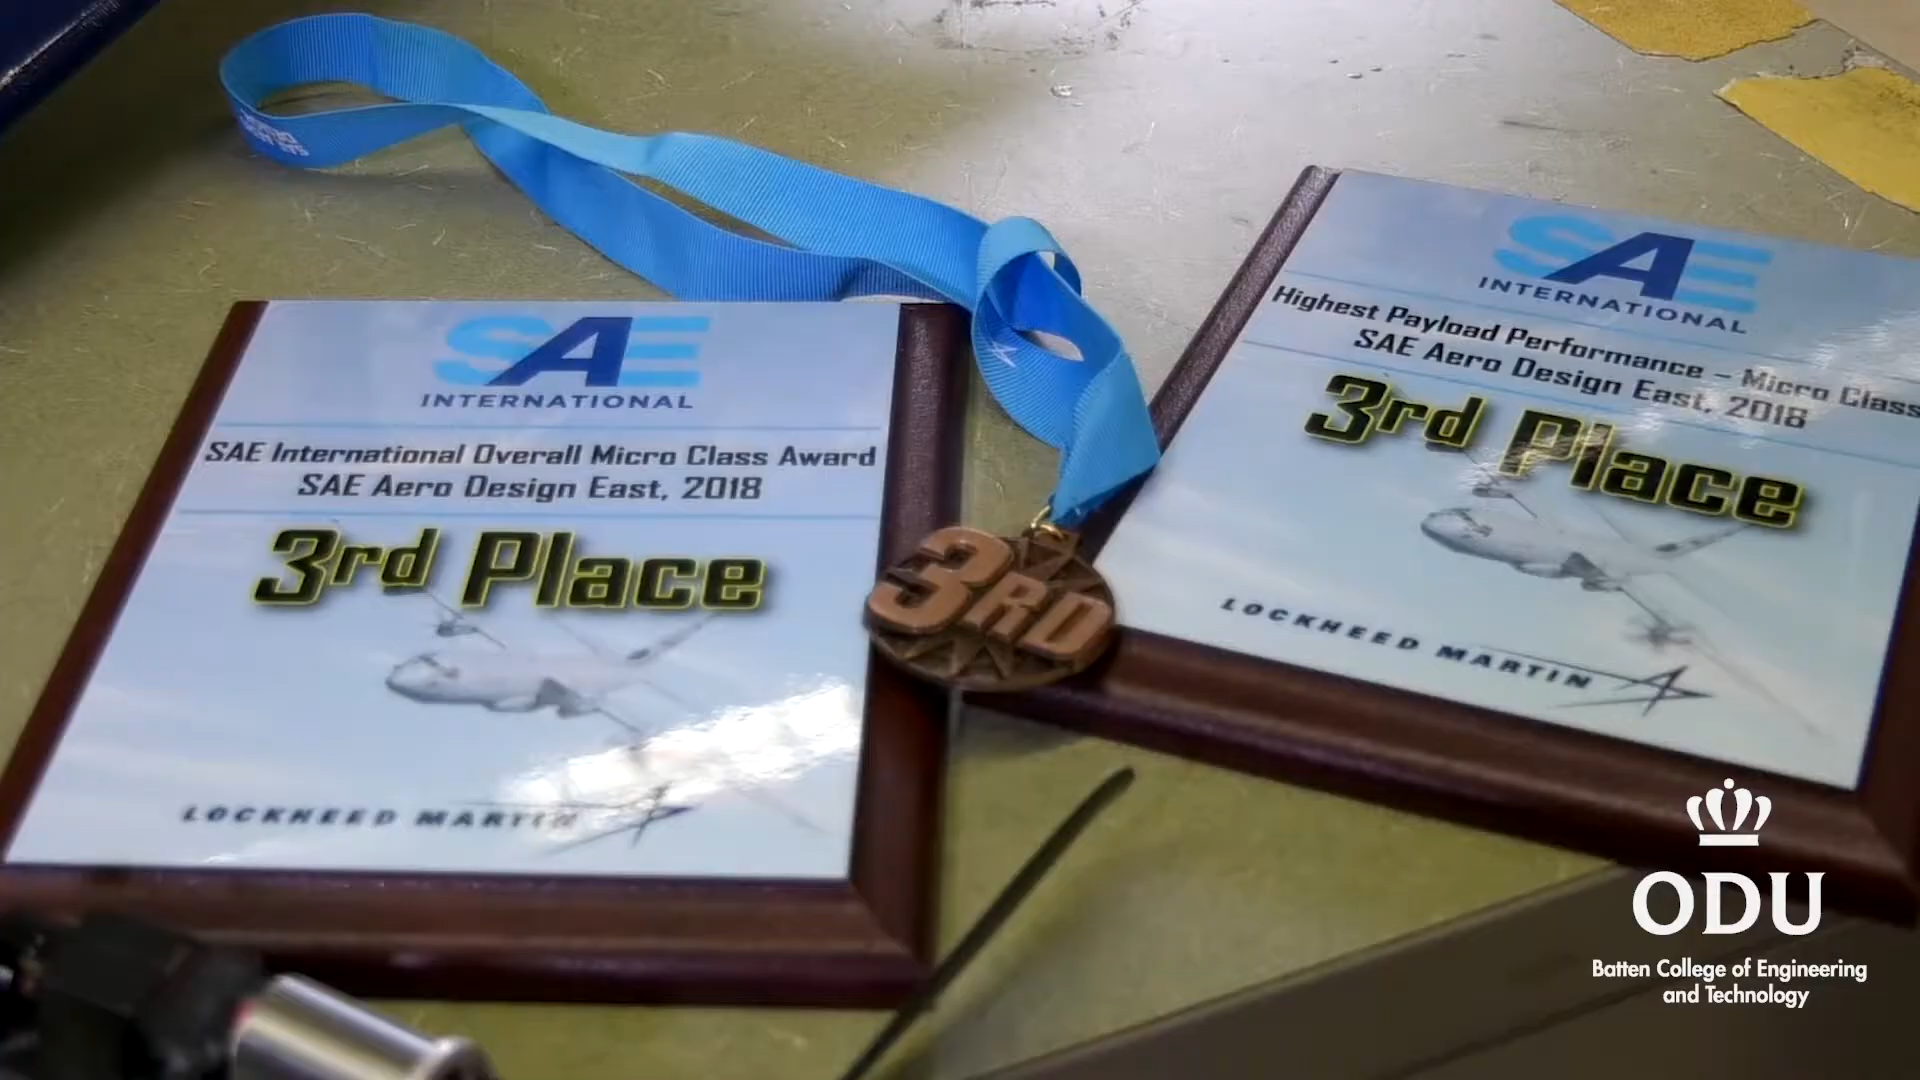 SAE
INTERNATIONAL
SAE International Overall Micro Class Award
SAE Aero Design East, 2018
3rd Place
LOCKHEED MARTIN
3RD
SAE
INTERNATIONAL
Highest Payload Performance – Micro Class
SAE Aero Design East, 2018
3rd Place
LOCKHEED MARTIN
ODU
Batten College of Engineering
and Technology